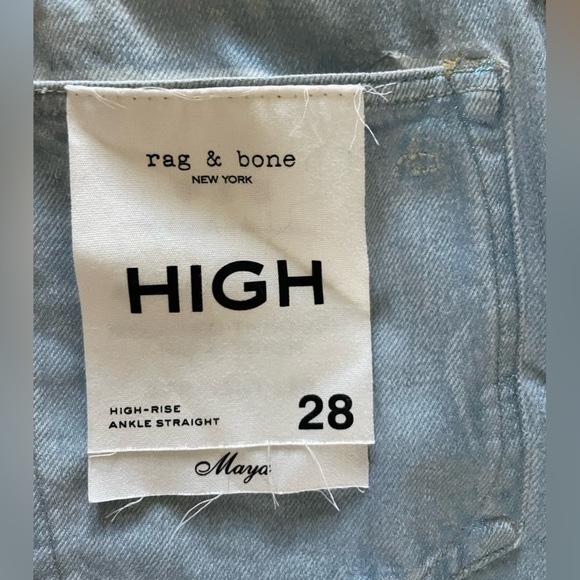 rag & bone
NEW YORK
HIGH
HIGH-RISE
ANKLE STRAIGHT
28
Maya